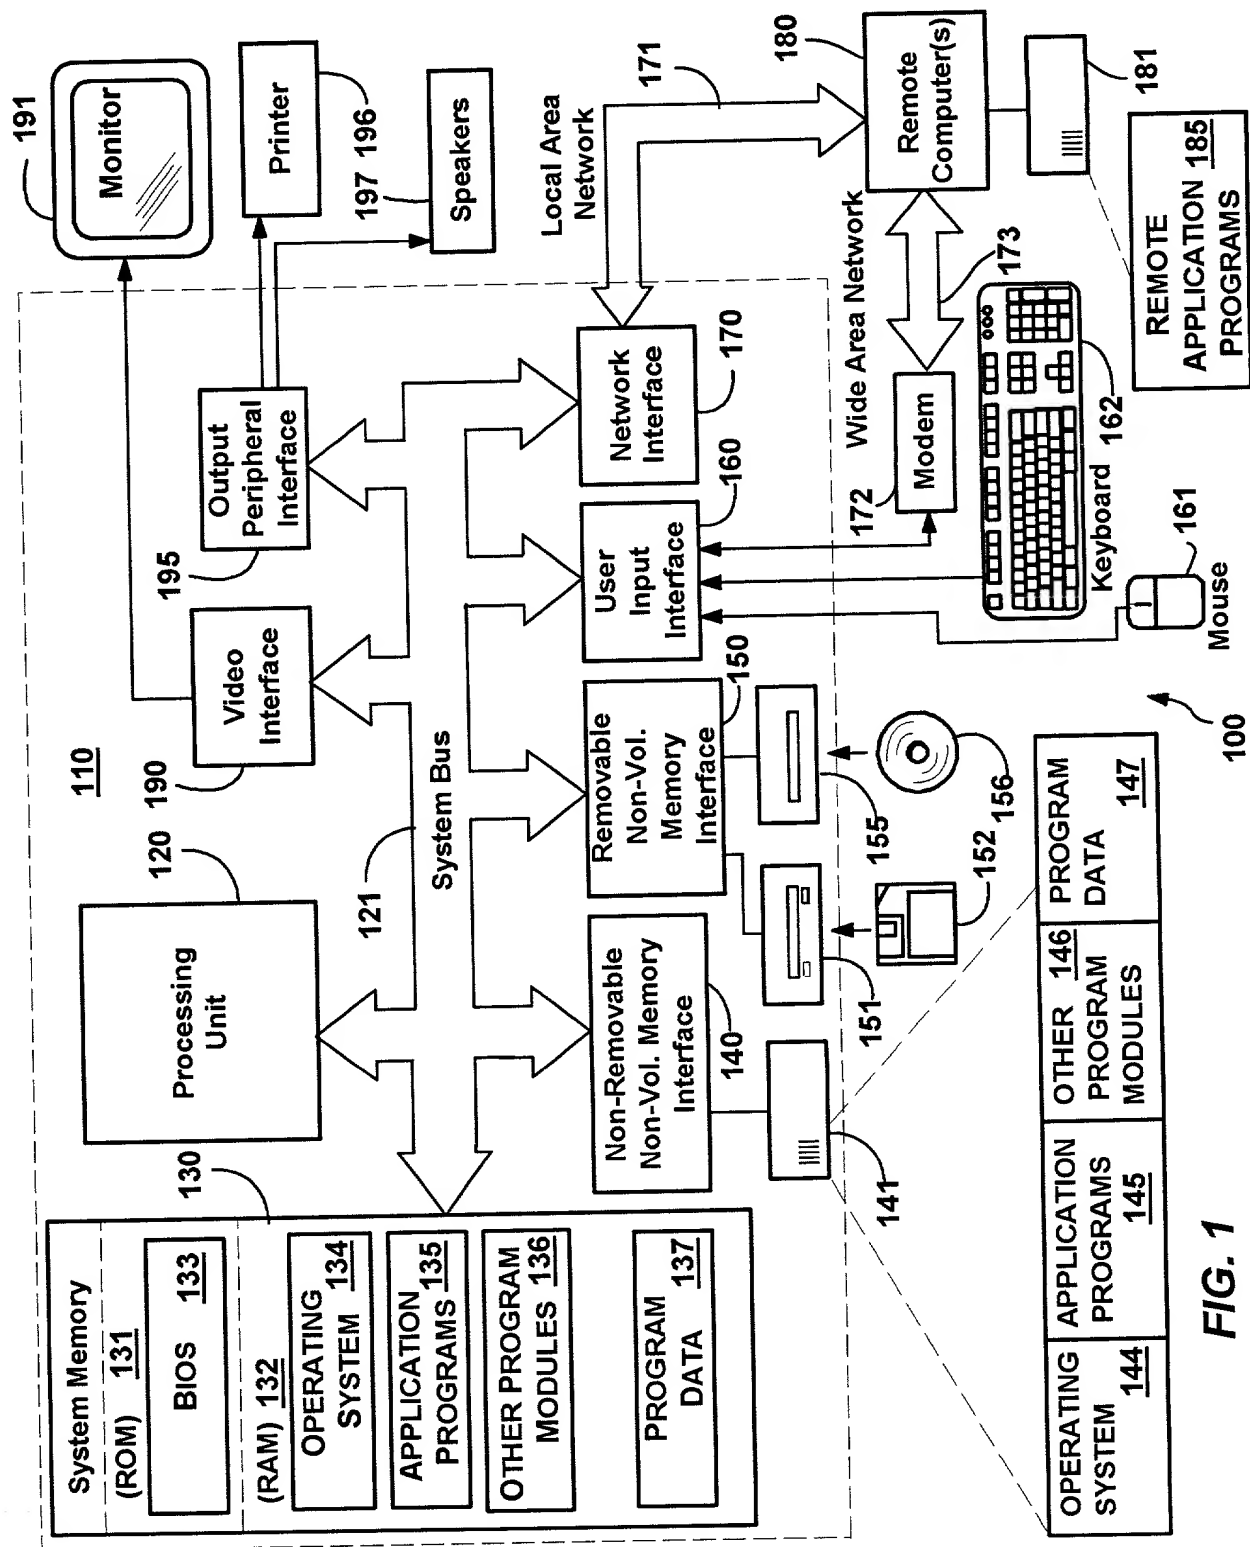 System Memory
(ROM) 131
BIOS 133
(RAM) 132
OPERATING
SYSTEM 134
APPLICATION
PROGRAMS 135
OTHER PROGRAM
MODULES 136
PROGRAM
DATA 137
130
Processing
Unit
120
110
190
Video
Interface
195
Output
Peripheral
Interface
191
Monitor
Printer
196
197
Speakers
121
System Bus
Non-Removable
Non-Vol. Memory
Interface
140
Removable
Non-Vol.
Memory
Interface
150
User
Input
Interface
160
Network
Interface
170
Local Area
Network
171
180
Remote
Computer(s)
Wide Area Network
173
172
Modem
181
141
151
155
152
156
Keyboard
162
161
Mouse
REMOTE
APPLICATION 185
PROGRAMS
OPERATING
SYSTEM
144
APPLICATION
PROGRAMS
145
OTHER 146
PROGRAM
MODULES
PROGRAM
DATA
147
100
FIG. 1